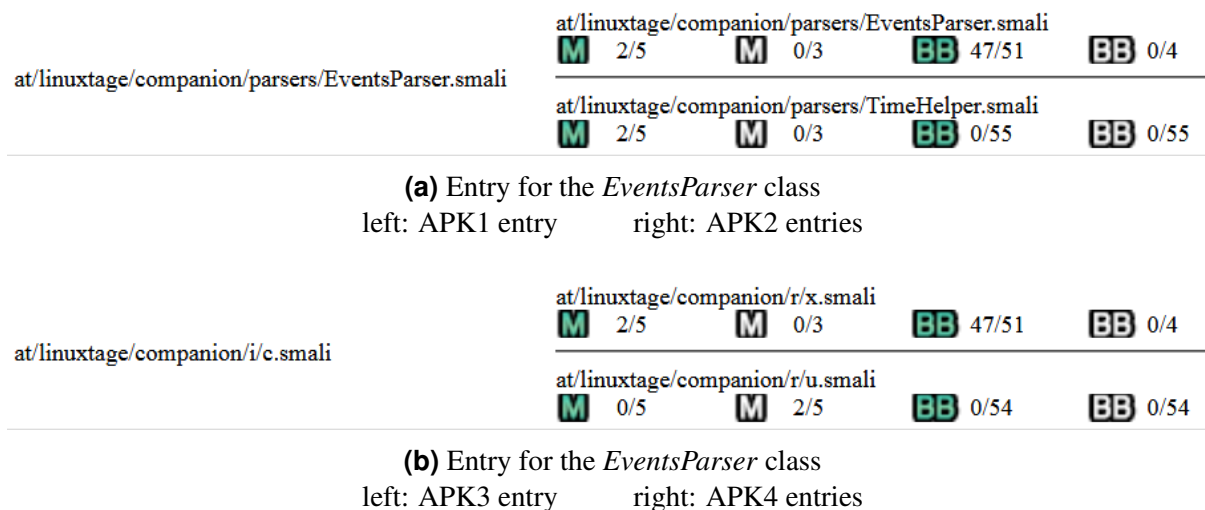 at/linuxtage/companion/parsers/EventsParser.smali
at/linuxtage/companion/parsers/EventsParser.smali
M 2/5 M 0/3 BB 47/51 BB 0/4
at/linuxtage/companion/parsers/TimeHelper.smali
M 2/5 M 0/3 BB 0/55 BB 0/55
(a) Entry for the EventsParser class
left: APK1 entry right: APK2 entries
at/linuxtage/companion/i/c.smali
at/linuxtage/companion/r/x.smali
M 2/5 M 0/3 BB 47/51 BB 0/4
at/linuxtage/companion/r/u.smali
M 0/5 M 2/5 BB 0/54 BB 0/54
(b) Entry for the EventsParser class
left: APK3 entry right: APK4 entries